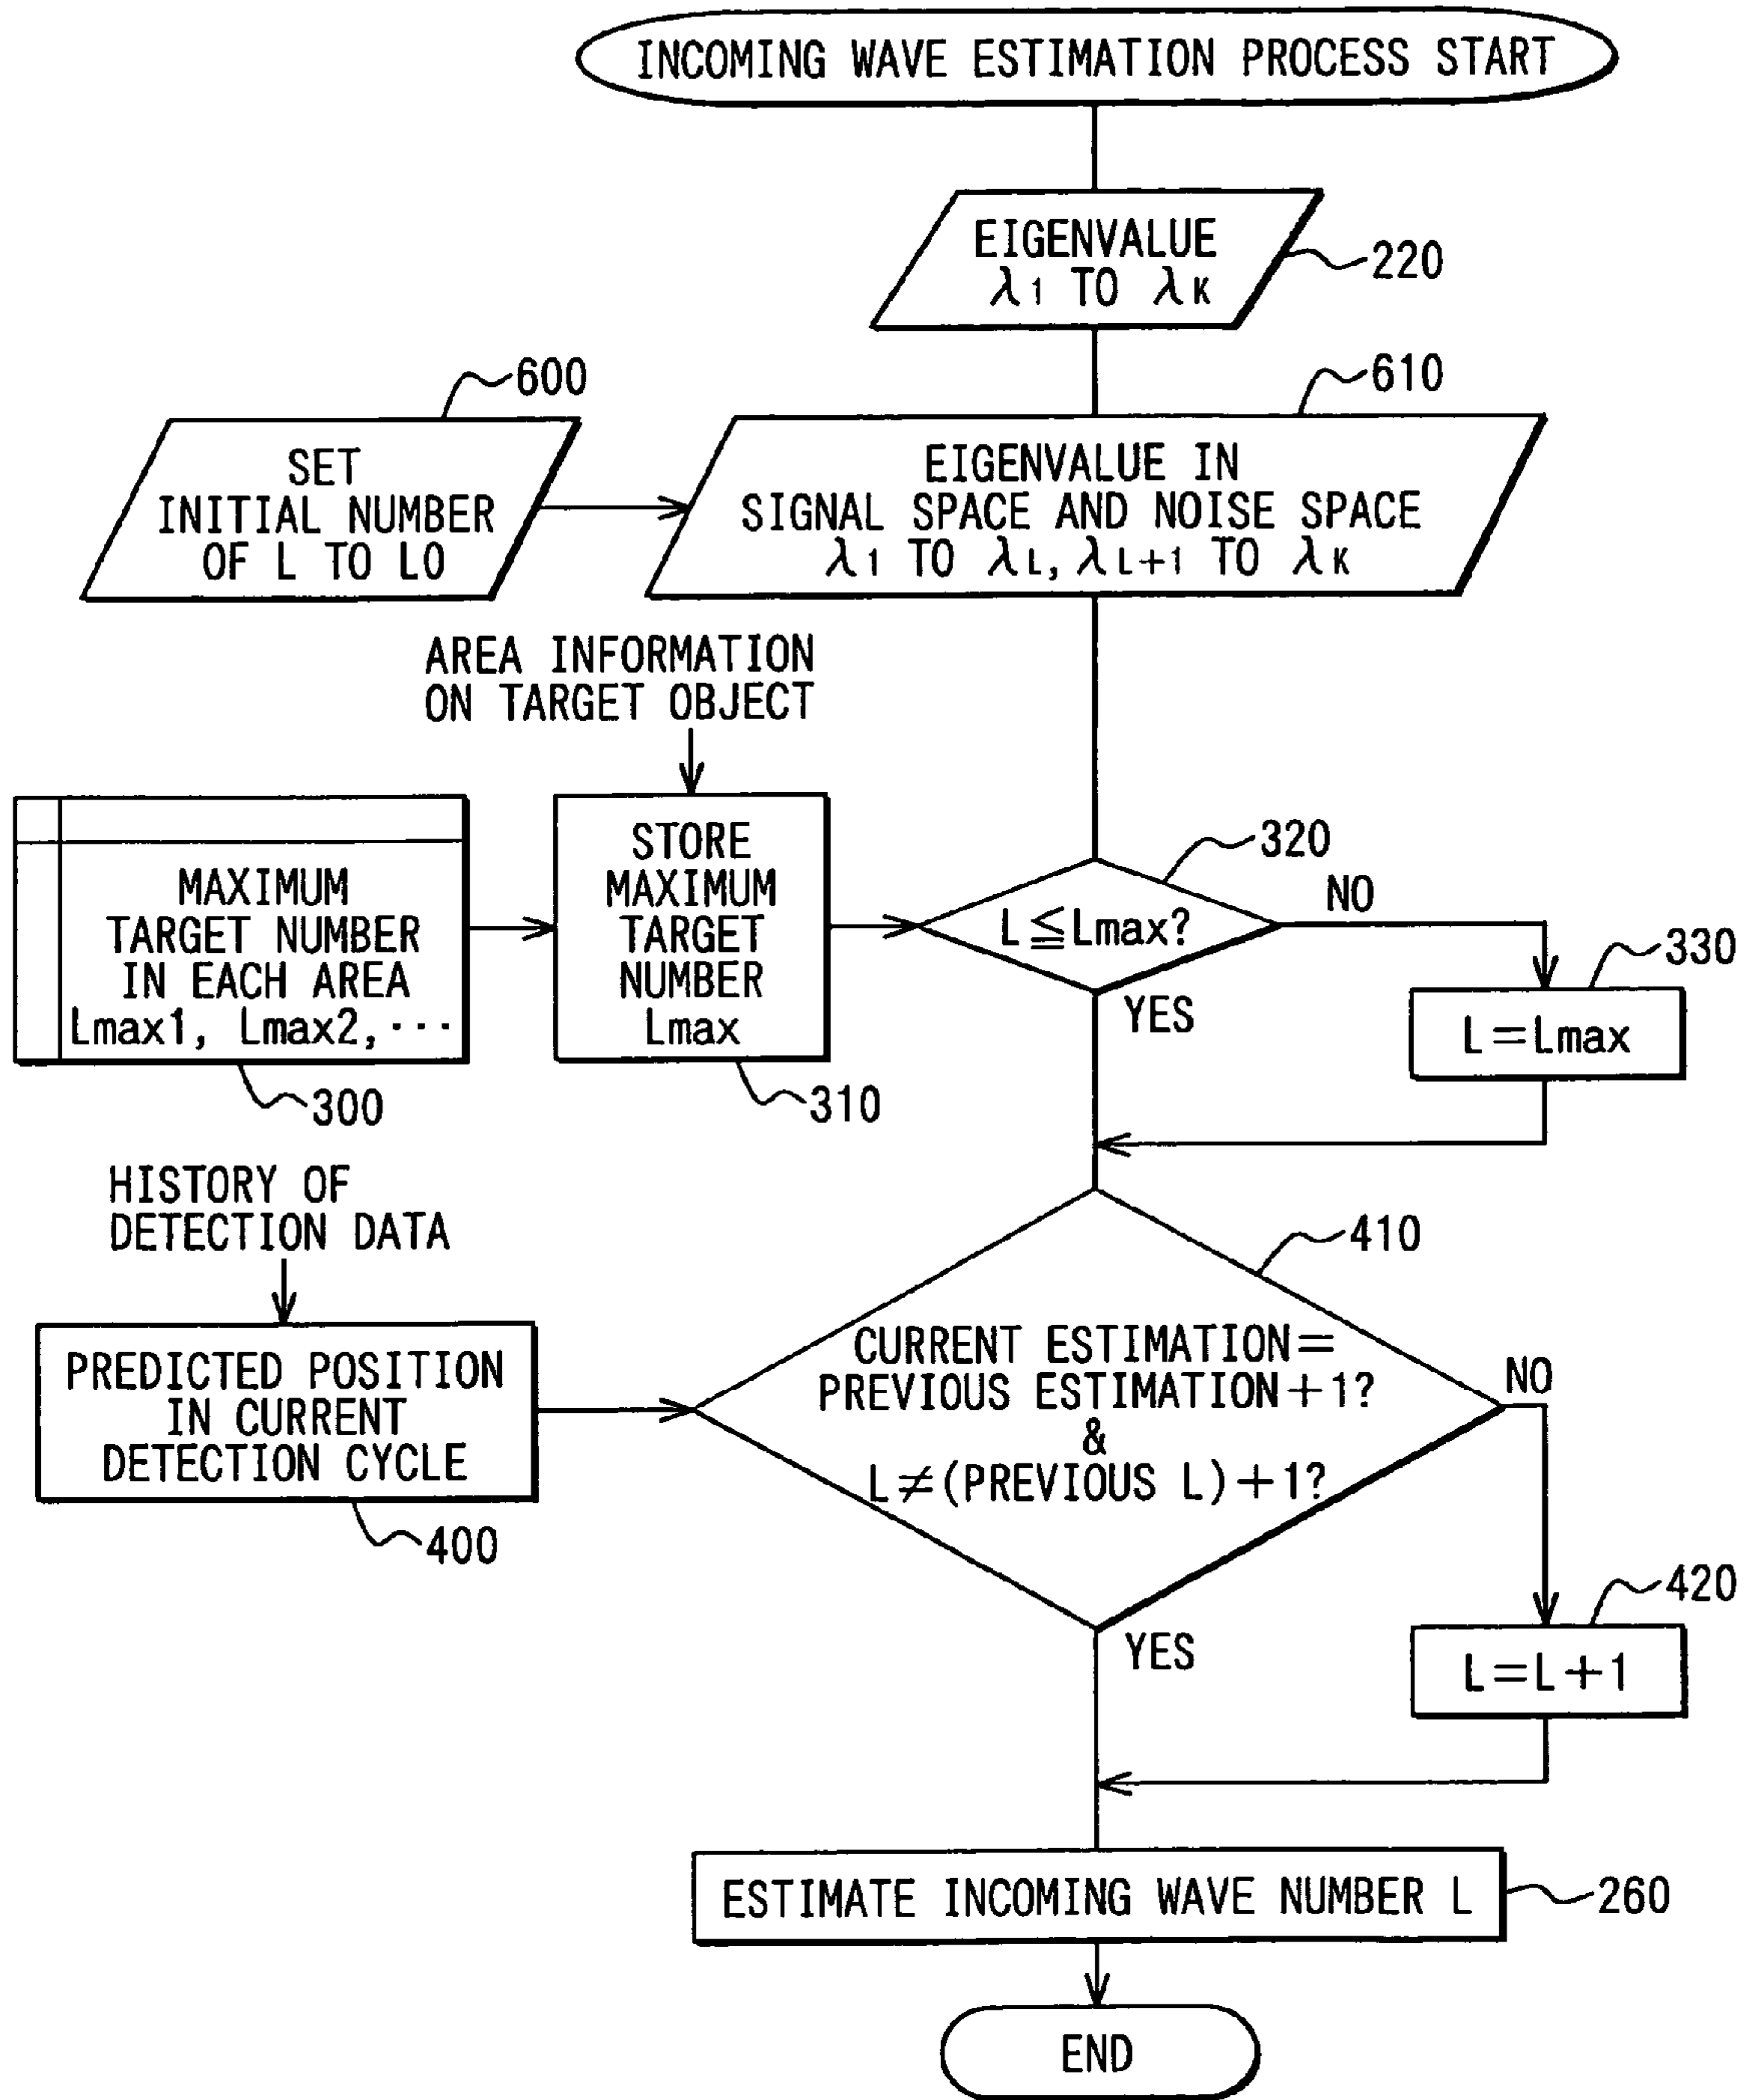 INCOMING WAVE ESTIMATION PROCESS START
EIGENVALUE
λ1 TO λK
220
600
610
SET
INITIAL NUMBER
OF L TO L0
EIGENVALUE IN
SIGNAL SPACE AND NOISE SPACE
λ1 TO λL, λL+1 TO λK
AREA INFORMATION
ON TARGET OBJECT
MAXIMUM
TARGET NUMBER
IN EACH AREA
Lmax1, Lmax2, ···
300
STORE
MAXIMUM
TARGET
NUMBER
Lmax
310
320
L≦Lmax?
NO
YES
330
L=Lmax
HISTORY OF
DETECTION DATA
PREDICTED POSITION
IN CURRENT
DETECTION CYCLE
400
410
CURRENT ESTIMATION=
PREVIOUS ESTIMATION+1?
&
L≠(PREVIOUS L)+1?
NO
YES
420
L=L+1
ESTIMATE INCOMING WAVE NUMBER L
260
END